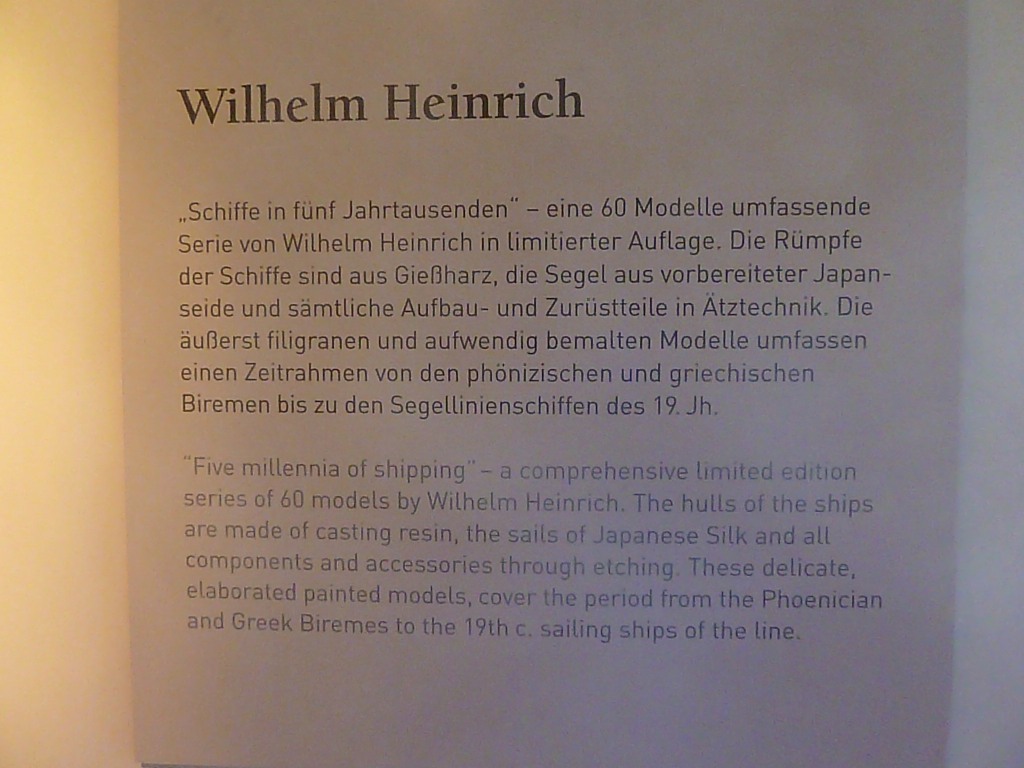 Wilhelm Heinrich
„Schiffe in fünf Jahrtausenden“ – eine 60 Modelle umfassende
Serie von Wilhelm Heinrich in limitierter Auflage. Die Rümpfe
der Schiffe sind aus Gießharz, die Segel aus vorbereiteter Japan-
seide und sämtliche Aufbau- und Zurüstteile in Ätztechnik. Die
äußerst filigranen und aufwendig bemalten Modelle umfassen
einen Zeitrahmen von den phönizischen und griechischen
Biremen bis zu den Segellinienschiffen des 19. Jh.
“Five millennia of shipping” – a comprehensive limited edition
series of 60 models by Wilhelm Heinrich. The hulls of the ships
are made of casting resin, the sails of Japanese Silk and all
components and accessories through etching. These delicate,
elaborated painted models, cover the period from the Phoenician
and Greek Biremes to the 19th c. sailing ships of the line.